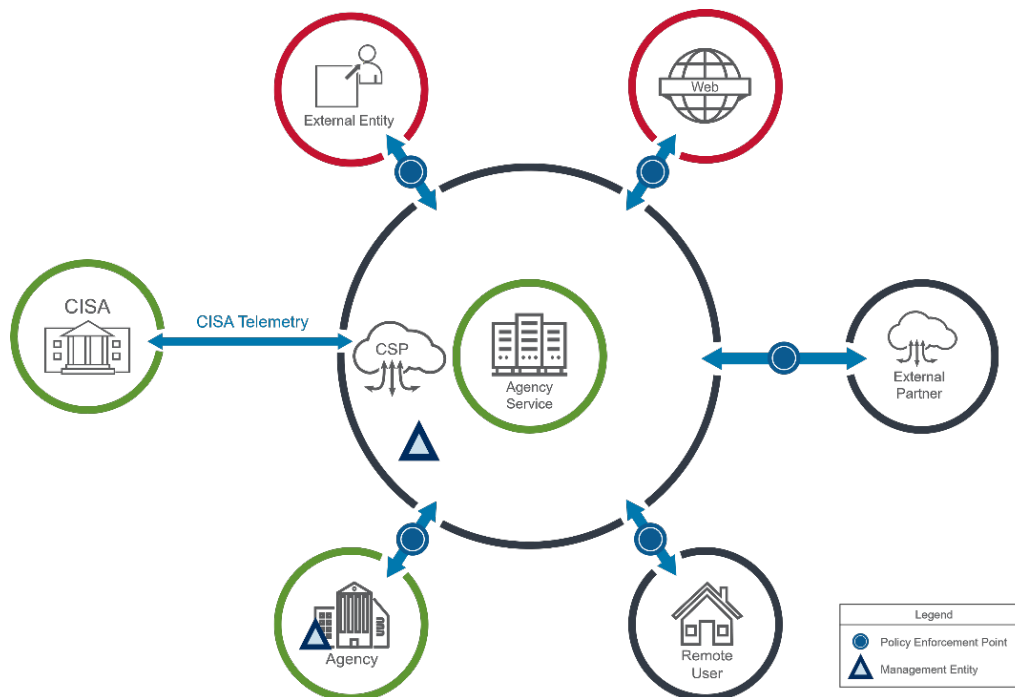 External Entity
Web
CISA
CISA Telemetry
CSP
Agency
Service
External
Partner
Agency
Remote
User
Legend
Policy Enforcement Point
Management Entity